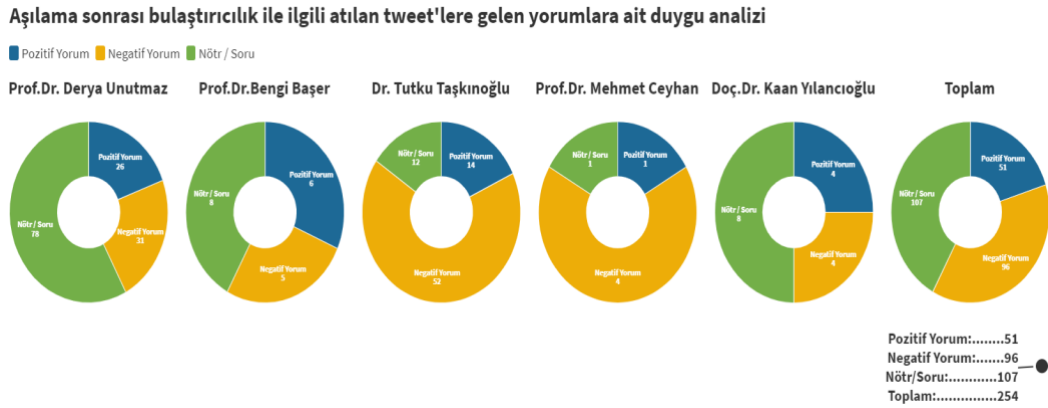 Aşılama sonrası bulaştırıcılık ile ilgili atılan tweet'lere gelen yorumlara ait duygu analizi
Pozitif Yorum Negatif Yorum Nötr / Soru
Prof.Dr. Derya Unutmaz
Pozitif Yorum
26
Negatif Yorum
31
Nötr / Soru
78
Prof.Dr.Bengi Başer
Pozitif Yorum
6
Negatif Yorum
5
Nötr / Soru
8
Dr. Tutku Taşkınoğlu
Pozitif Yorum
14
Negatif Yorum
52
Nötr / Soru
12
Prof.Dr. Mehmet Ceyhan
Pozitif Yorum
1
Negatif Yorum
4
Nötr / Soru
1
Doç.Dr. Kaan Yılancıoğlu
Pozitif Yorum
4
Negatif Yorum
4
Nötr / Soru
8
Toplam
Pozitif Yorum
51
Negatif Yorum
96
Nötr / Soru
107
Pozitif Yorum:........51
Negatif Yorum:.......96
Nötr/Soru:............107
Toplam:...............254